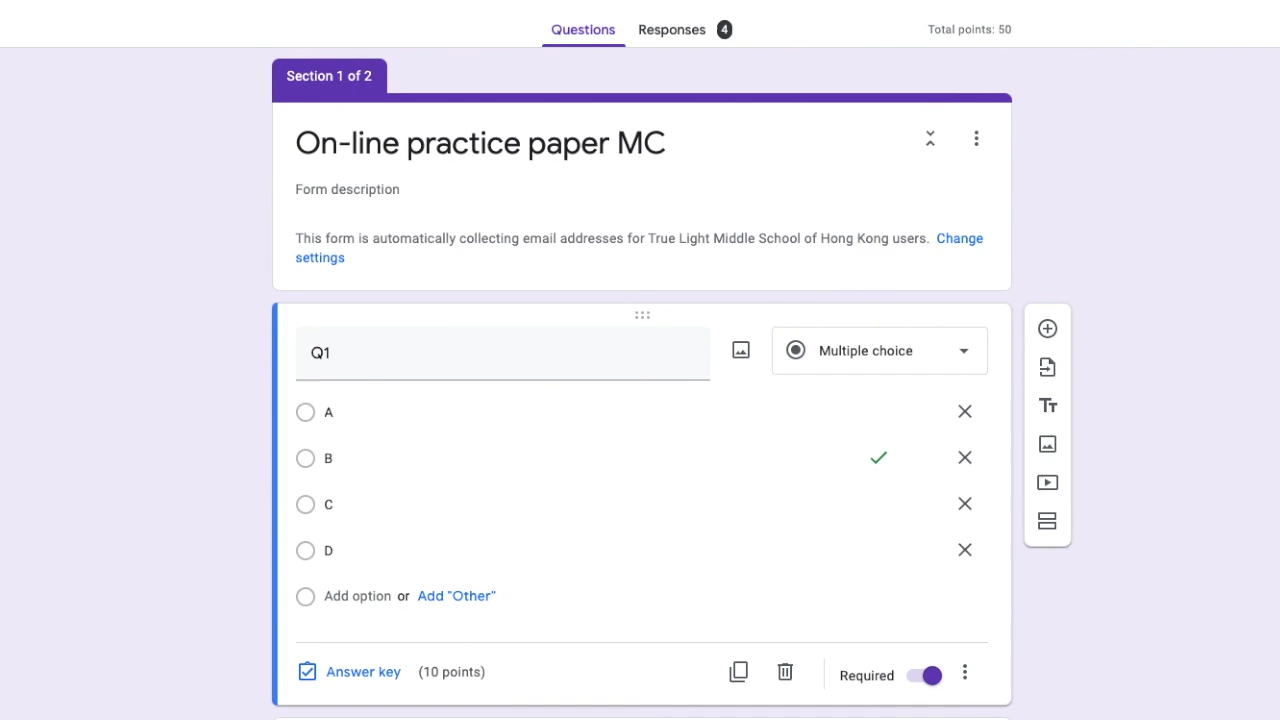 Questions Responses 4 Total points: 50
Section 1 of 2
On-line practice paper MC
Form description
This form is automatically collecting email addresses for True Light Middle School of Hong Kong users. Change
settings
Q1 Multiple choice
Tt
A
B
C
D
Add option or Add "Other"
Answer key (10 points) Required